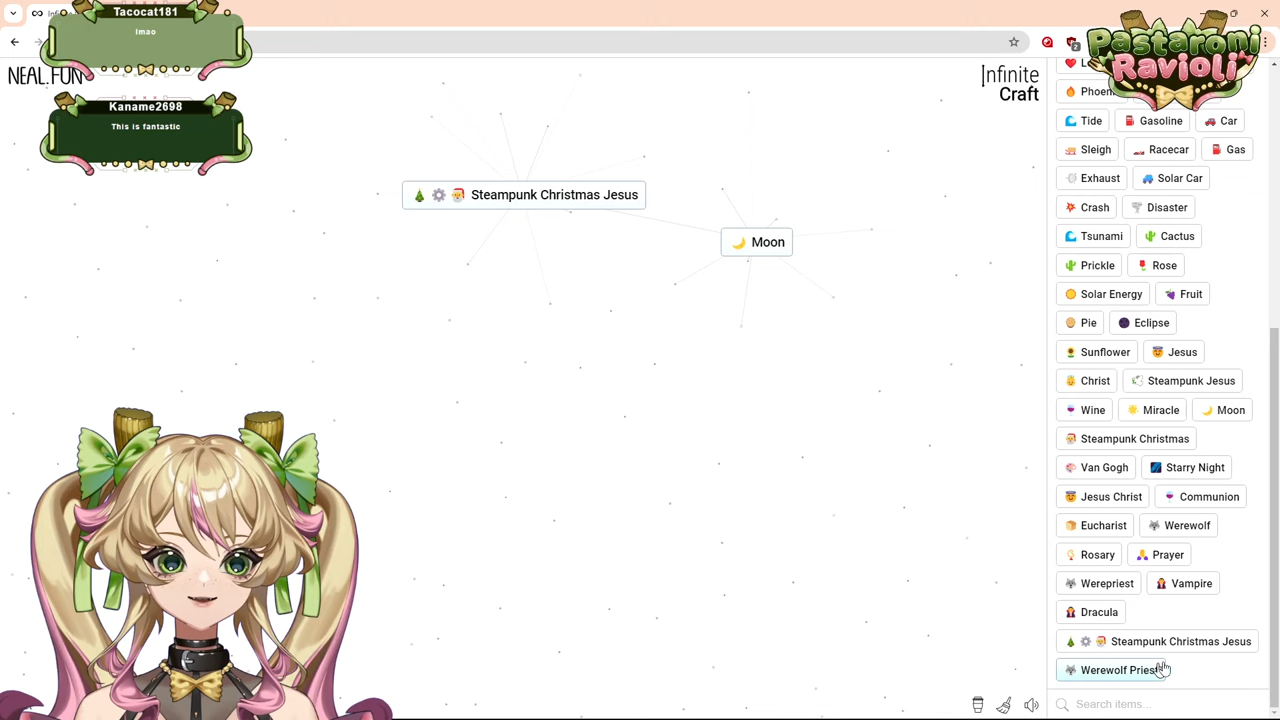 Tacocat181
lmao
Pastaroni
Ravioli
NEAL.FUN
Kaname2698
This is fantastic
Infinite
Craft
Steampunk Christmas Jesus
Moon
Tide Gasoline Car
Sleigh Racecar Gas
Exhaust Solar Car
Crash Disaster
Tsunami Cactus
Prickle Rose
Solar Energy Fruit
Pie Eclipse
Sunflower Jesus
Christ Steampunk Jesus
Wine Miracle Moon
Steampunk Christmas
Van Gogh Starry Night
Jesus Christ Communion
Eucharist Werewolf
Rosary Prayer
Werepriest Vampire
Dracula
Steampunk Christmas Jesus
Werewolf Priest
Search items...